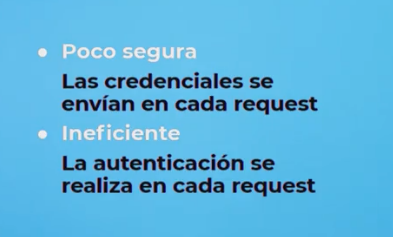 • Poco segura
Las credenciales se
envían en cada request
• Ineficiente
La autenticación se
realiza en cada request